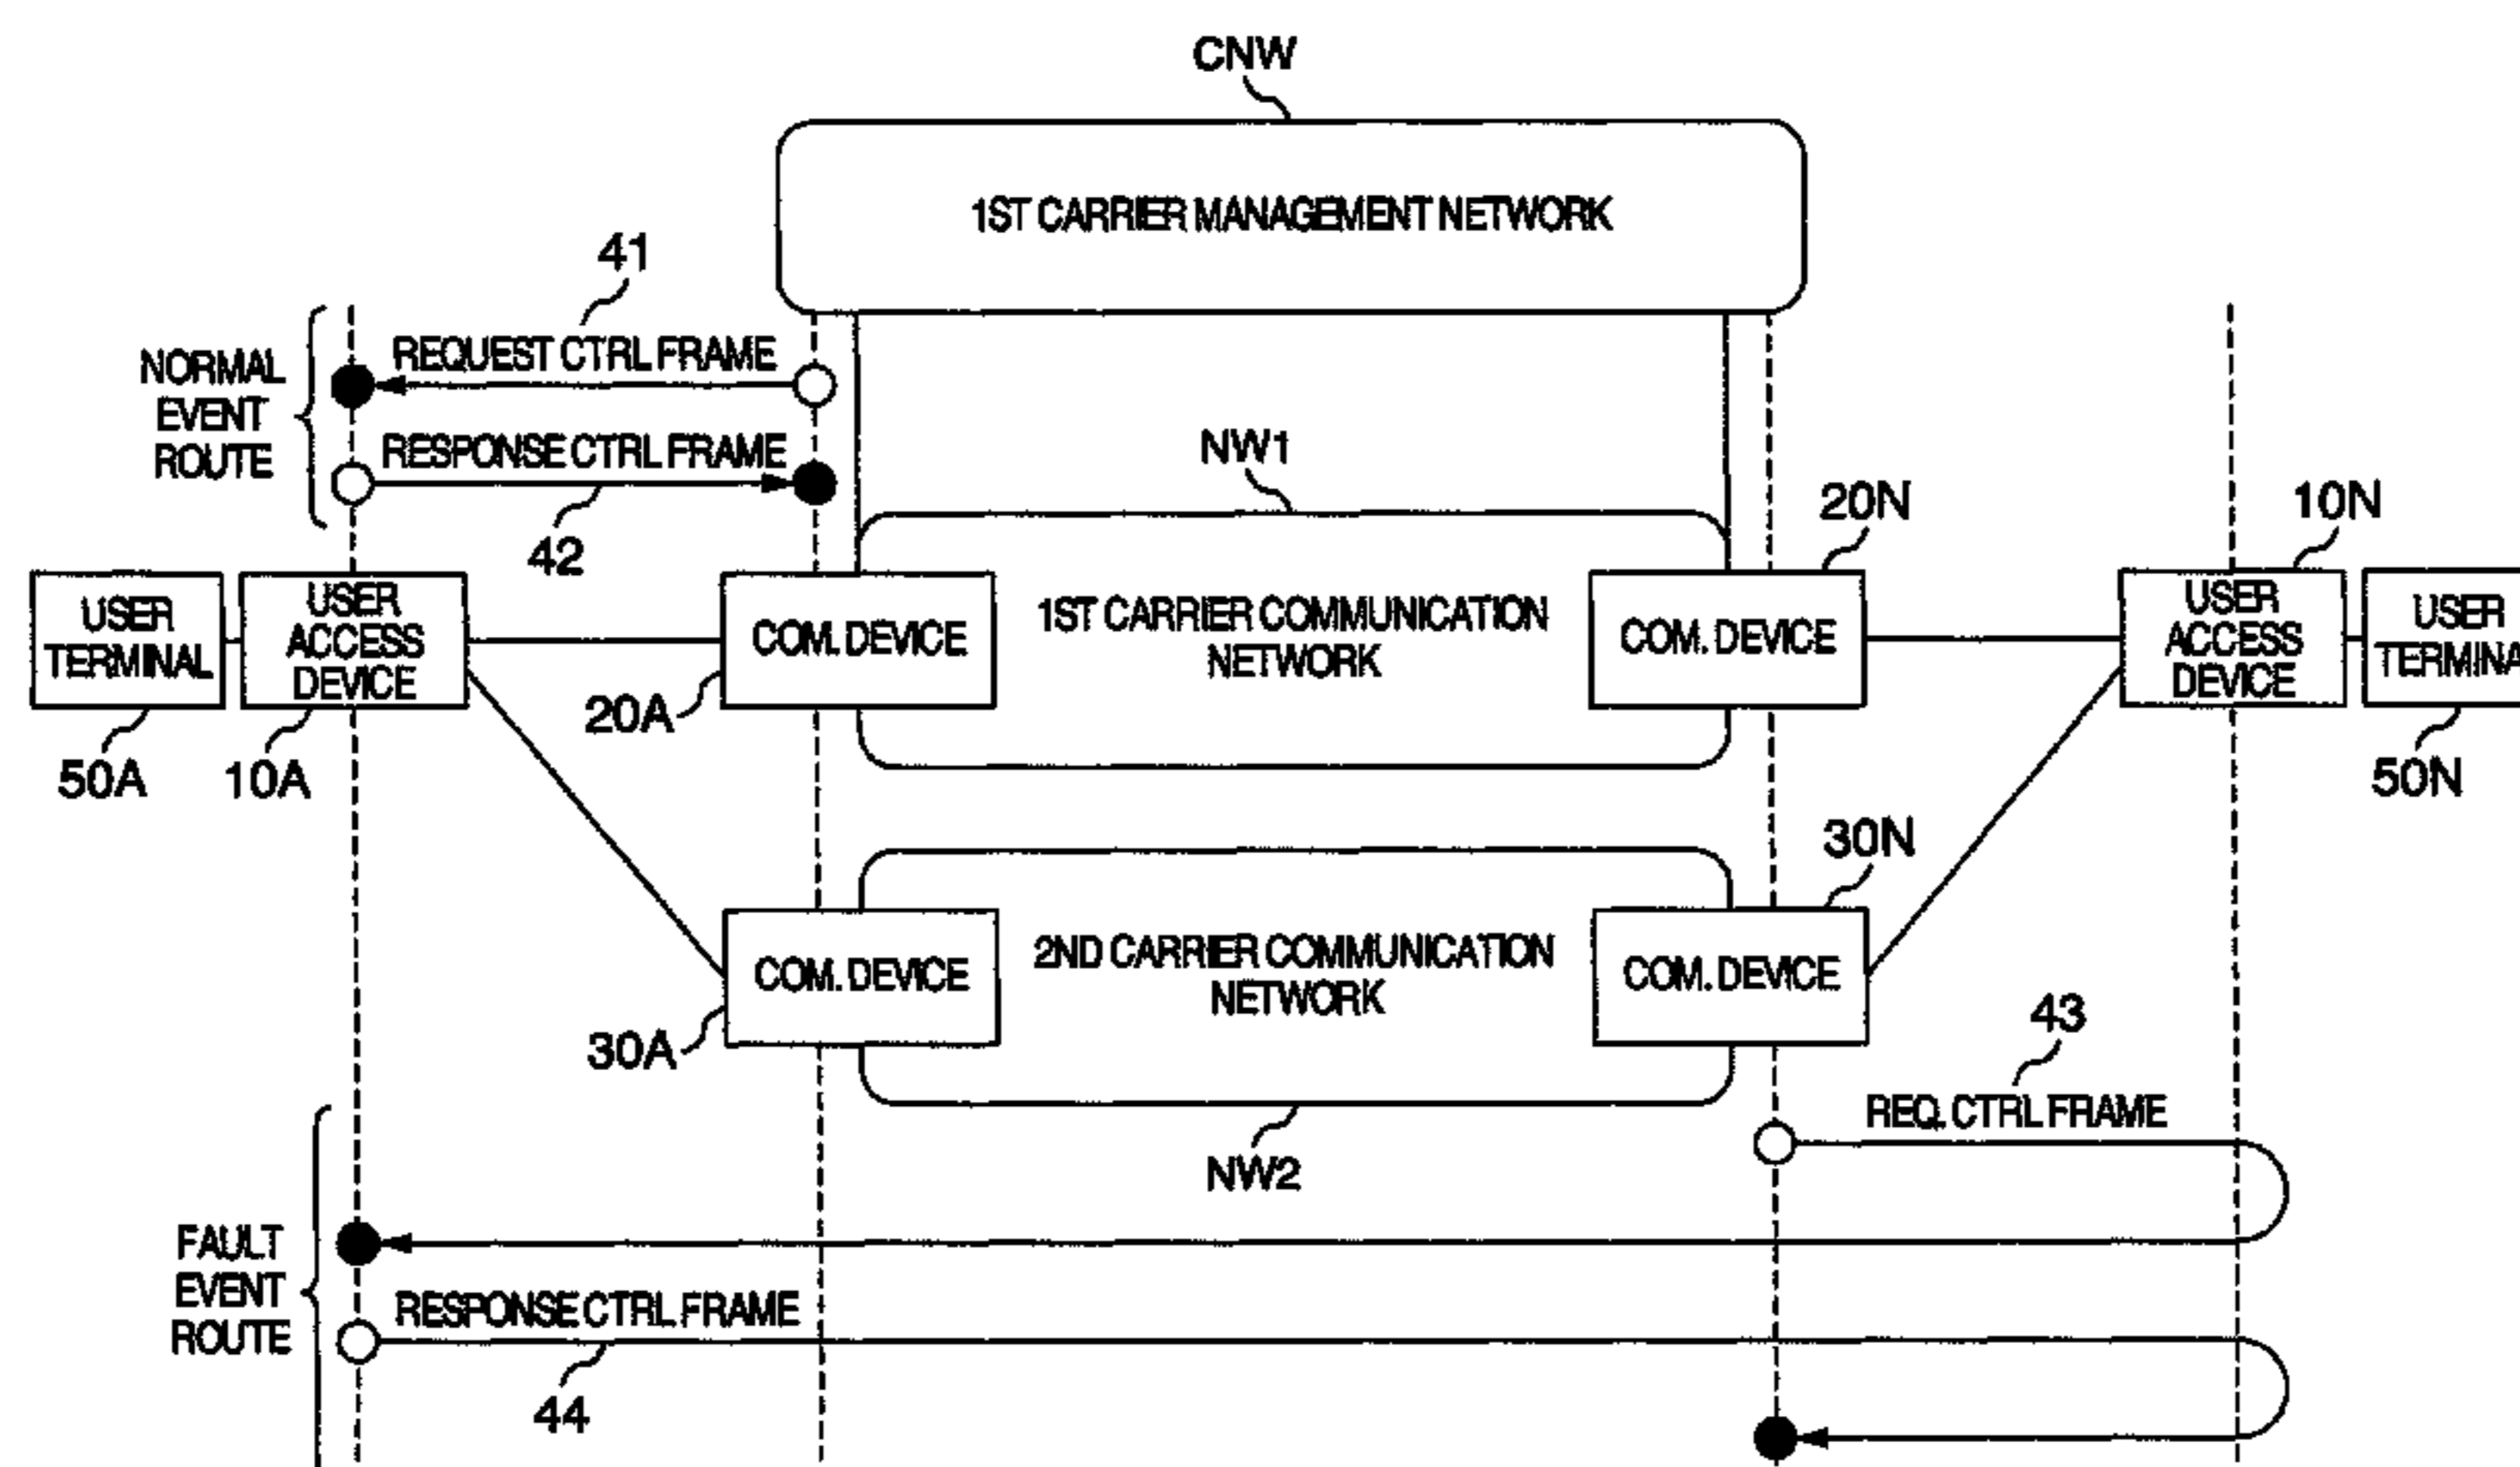 CNW
1ST CARRIER MANAGEMENT NETWORK
41
NORMAL
EVENT
ROUTE
REQUEST CTRL FRAME
RESPONSE CTRL FRAME
42
NW1
20N
10N
USER
TERMINAL
USER
ACCESS
DEVICE
COM. DEVICE
1ST CARRIER COMMUNICATION
NETWORK
COM. DEVICE
USER
ACCESS
DEVICE
USER
TERMINA
50A
10A
20A
50N
30N
COM. DEVICE
2ND CARRIER COMMUNICATION
NETWORK
COM. DEVICE
30A
43
REQ. CTRL FRAME
NW2
FAULT
EVENT
ROUTE
RESPONSE CTRL FRAME
44